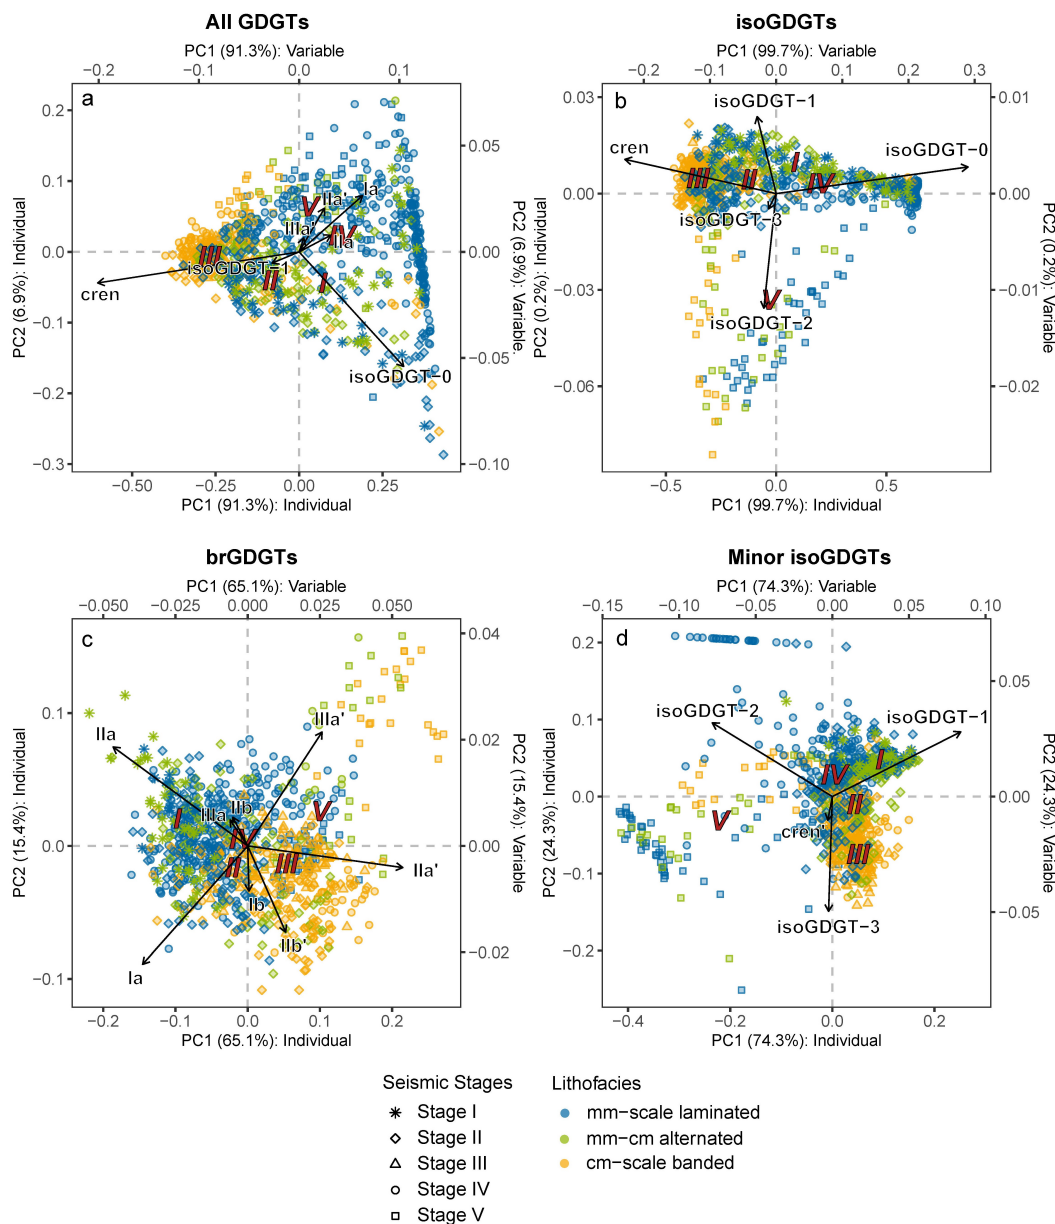 All GDGTs
PC1 (91.3%): Variable
−0.2 −0.1 0.0 0.1
a
0.2
0.1
0.0
−0.1
−0.2
−0.3
PC2 (6.9%): Individual
0.05
0.00
−0.05
−0.10
PC2 (6.9%): Variable.
IIa'
Ia
V
IIIa'
IV
IIa
III
isoGDGT−1
II
I
cren
isoGDGT−0
−0.50 −0.25 0.00 0.25
PC1 (91.3%): Individual
isoGDGTs
PC1 (99.7%): Variable
−0.2 −0.1 0.0 0.1 0.2 0.3
b
0.03
0.00
−0.03
−0.06
PC2 (0.2%): Individual
0.01
0.00
−0.01
−0.02
PC2 (0.2%): Variable
isoGDGT−1
cren
isoGDGT−0
I
III
II
IV
isoGDGT−3
V
isoGDGT−2
−0.5 0.0 0.5
PC1 (99.7%): Individual
brGDGTs
PC1 (65.1%): Variable
−0.050 −0.025 0.000 0.025 0.050
c
0.1
0.0
−0.1
PC2 (15.4%): Individual
0.04
0.02
0.00
−0.02
PC2 (15.4%): Variable
IIIa'
IIa
IIb
IIIa
V
I
IV
II
III
IIa'
Ib
IIb'
Ia
−0.2 −0.1 0.0 0.1 0.2
PC1 (65.1%): Individual
Minor isoGDGTs
PC1 (74.3%): Variable
−0.15 −0.10 −0.05 0.00 0.05 0.10
d
0.2
0.1
0.0
−0.1
−0.2
PC2 (24.3%): Individual
0.05
0.00
−0.05
PC2 (24.3%): Variable
isoGDGT−2
isoGDGT−1
I
IV
II
V
cren'
III
isoGDGT−3
−0.4 −0.2 0.0 0.2
PC1 (74.3%): Individual
Seismic Stages
Stage I
Stage II
Stage III
Stage IV
Stage V
Lithofacies
mm−scale laminated
mm−cm alternated
cm−scale banded